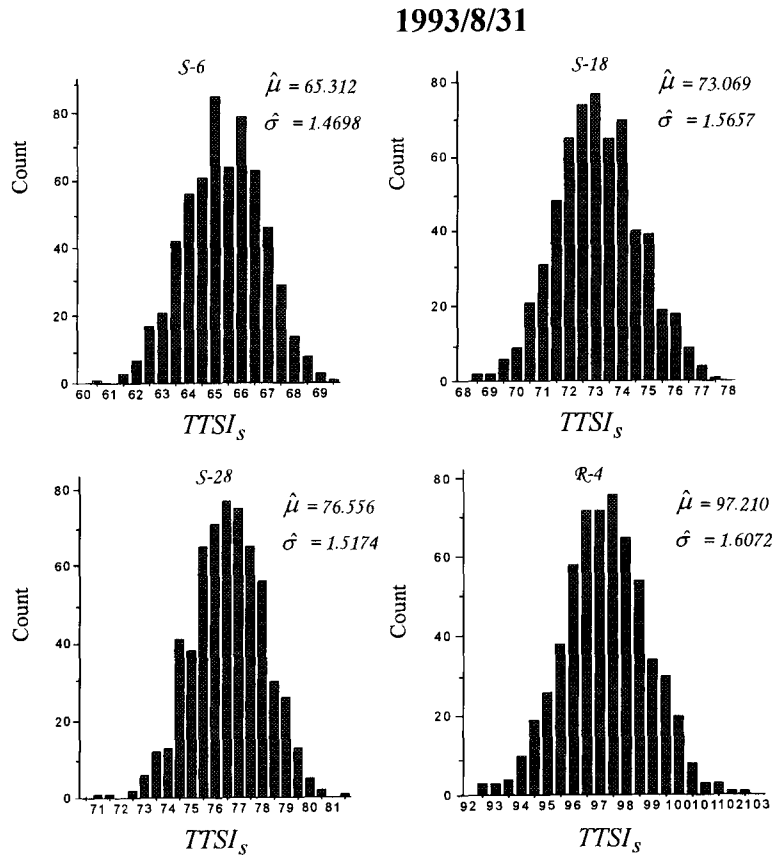 1993/8/31
S-6
μ̂ = 65.312
σ̂ = 1.4698
Count
80
60
40
20
0
60 61 62 63 64 65 66 67 68 69
TTSI_s
S-18
μ̂ = 73.069
σ̂ = 1.5657
Count
80
60
40
20
0
68 69 70 71 72 73 74 75 76 77 78
TTSI_s
S-28
μ̂ = 76.556
σ̂ = 1.5174
Count
80
60
40
20
0
71 72 73 74 75 76 77 78 79 80 81
TTSI_s
R-4
μ̂ = 97.210
σ̂ = 1.6072
Count
80
60
40
20
0
92 93 94 95 96 97 98 99 100101102103
TTSI_s